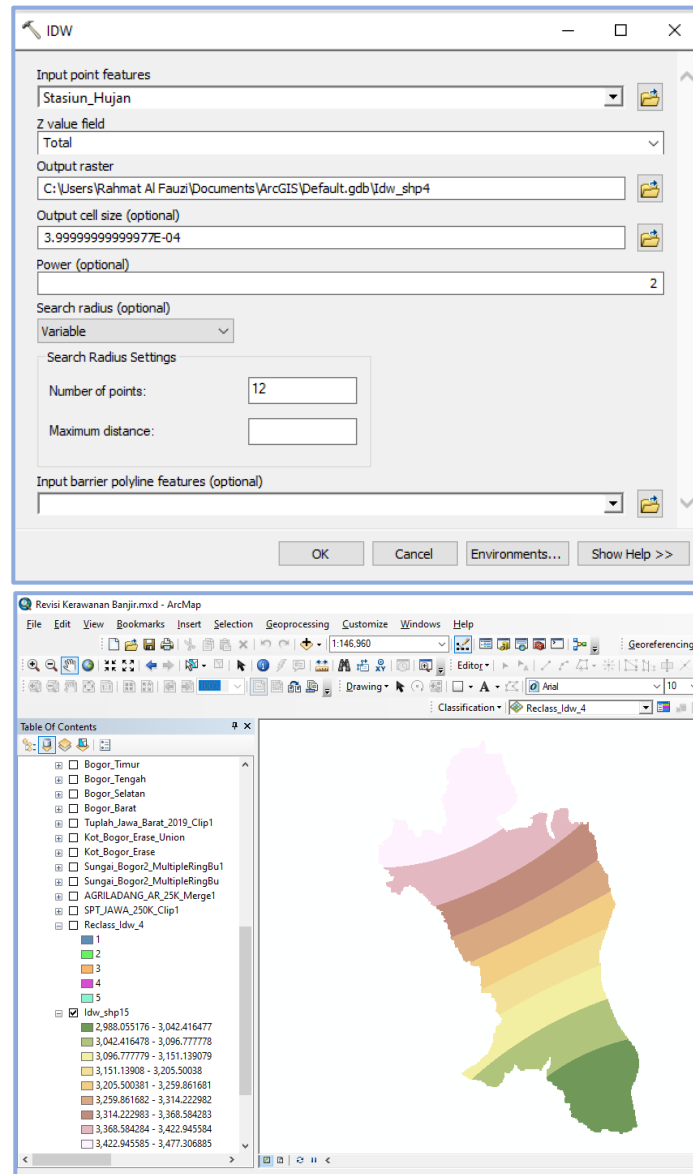 IDW
Input point features
Stasiun_Hujan
Z value field
Total
Output raster
C:\Users\Rahmat Al Fauzi\Documents\ArcGIS\Default.gdb\Idw_shp4
Output cell size (optional)
3.99999999999977E-04
Power (optional)
2
Search radius (optional)
Variable
Search Radius Settings
Number of points:
12
Maximum distance:
Input barrier polyline features (optional)
OK Cancel Environments... Show Help >>
Revisi Kerawanan Banjir.mxd - ArcMap
File Edit View Bookmarks Insert Selection Geoprocessing Customize Windows Help
1:146,960 Georeferencing
Editor Drawing A Arial 10
Classification Reclass_Idw_4
Table Of Contents
Bogor_Timur
Bogor_Tengah
Bogor_Selatan
Bogor_Barat
Tuplah_Jawa_Barat_2019_Clip1
Kot_Bogor_Erase_Union
Kot_Bogor_Erase
Sungai_Bogor2_MultipleRingBu1
Sungai_Bogor2_MultipleRingBu
AGRILADANG_AR_25K_Merge1
SPT_JAWA_250K_Clip1
Reclass_Idw_4
1
2
3
4
5
Idw_shp15
2,988.055176 - 3,042.416477
3,042.416478 - 3,096.777778
3,096.777779 - 3,151.139079
3,151.13908 - 3,205.50038
3,205.500381 - 3,259.861681
3,259.861682 - 3,314.222982
3,314.222983 - 3,368.584283
3,368.584284 - 3,422.945584
3,422.945585 - 3,477.306885